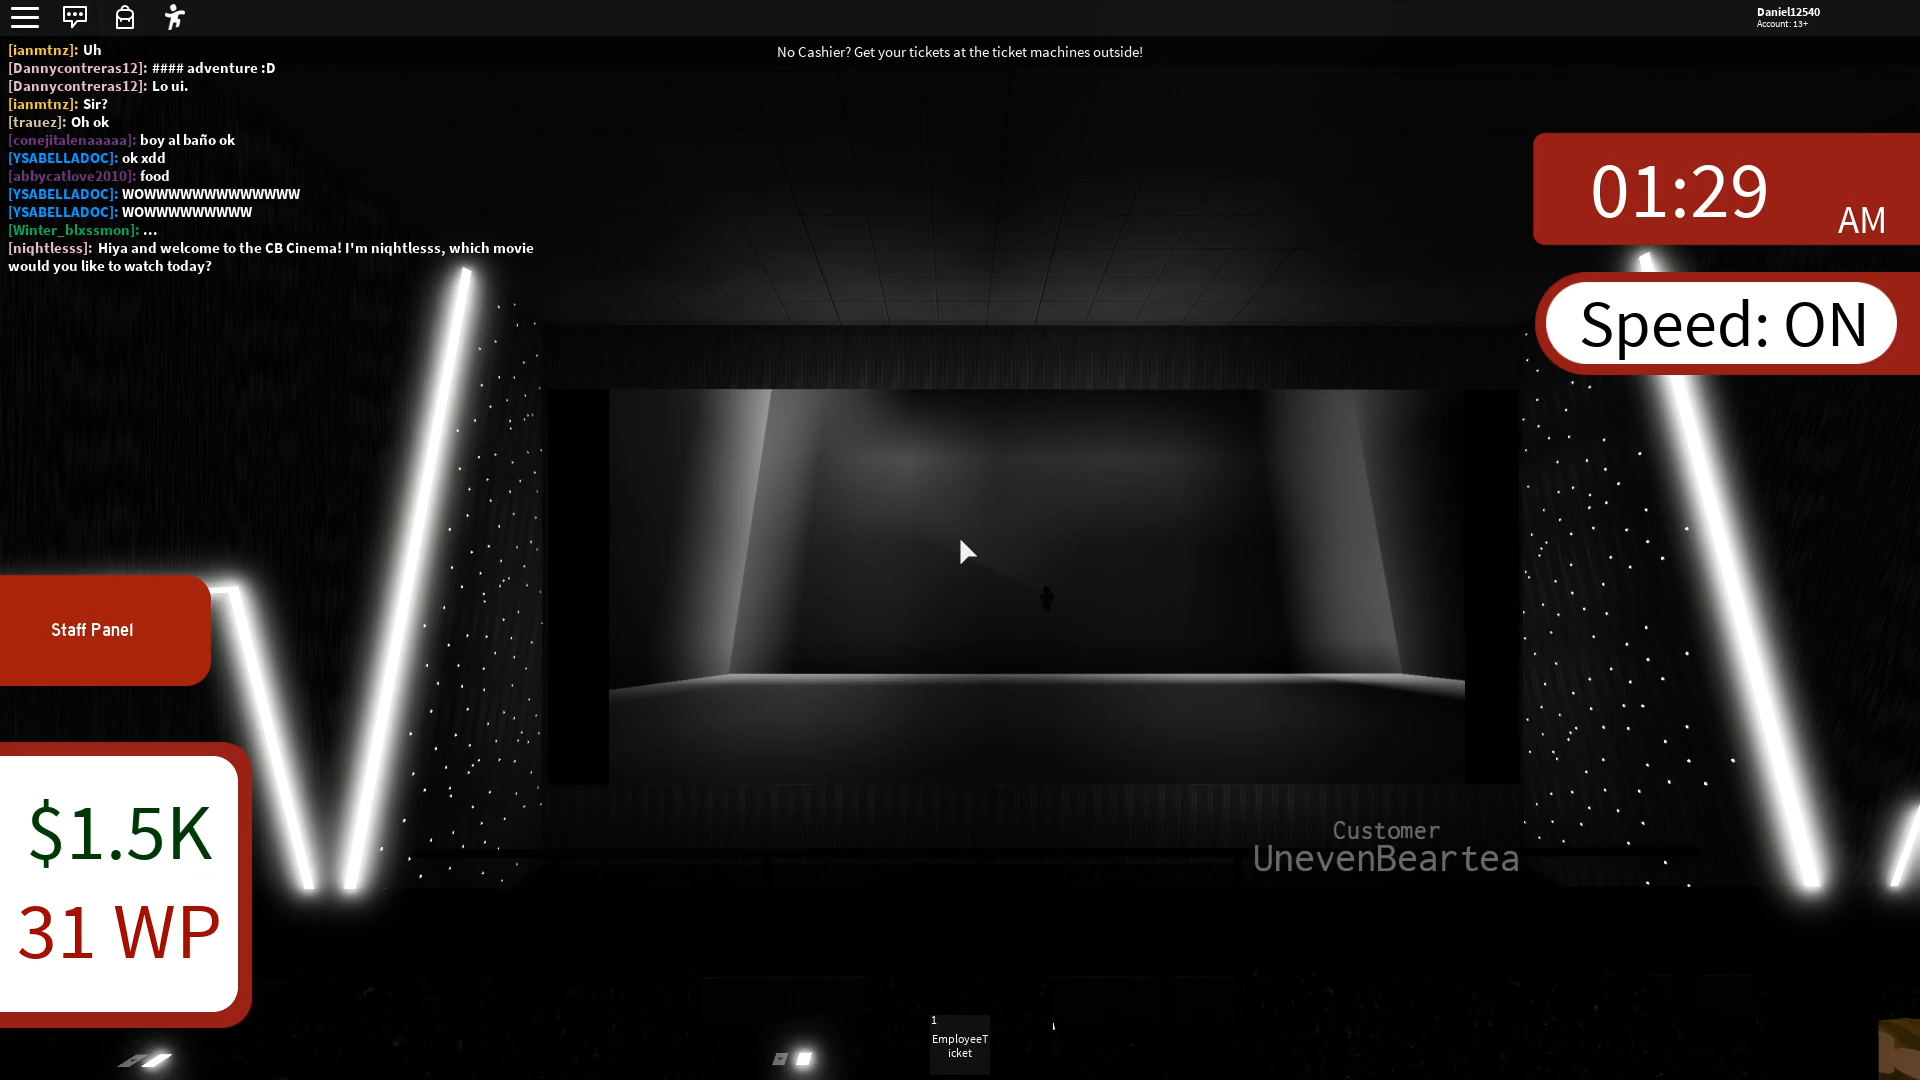 Daniel12540
Account: 13+
No Cashier? Get your tickets at the ticket machines outside!
[ianmtnz]: Uh
[Dannycontreras12]: #### adventure :D
[Dannycontreras12]: Lo ui.
[ianmtnz]: Sir?
[trauez]: Oh ok
[conejitalenaaaaa]: boy al baño ok
[YSABELLADOC]: ok xdd
[abbycatlove2010]: food
[YSABELLADOC]: WOWWWWWWWWWWWWWW
[YSABELLADOC]: WOWWWWWWWWWW
[Winter_blxssmon]: ...
[niqhtlesss]: Hiya and welcome to the CB Cinema! I'm niqhtlesss, which movie
would you like to watch today?
01:29
AM
Speed: ON
Staff Panel
$1.5K
31 WP
Customer
UnevenBeartea
1
EmployeeT
icket